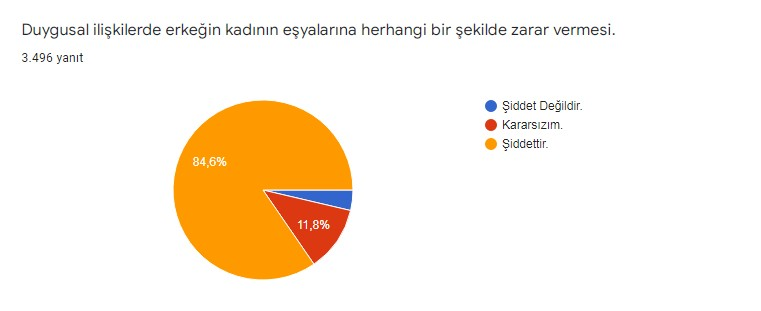 Duygusal ilişkilerde erkeğin kadının eşyalarına herhangi bir şekilde zarar vermesi.
3.496 yanıt
Şiddet Değildir.
Kararsızım.
Şiddettir.
84,6%
11,8%